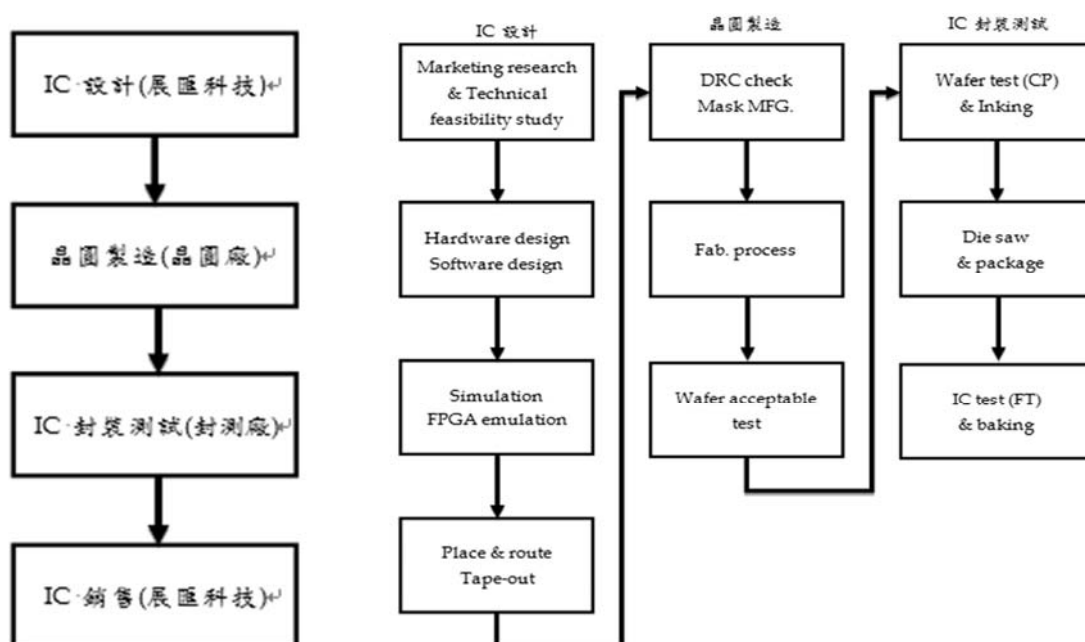 IC 設計(展匯科技)↵
晶圓製造(晶圓廠)↵
IC 封裝測試(封測廠)↵
IC 銷售(展匯科技)↵
IC 設計
Marketing research
& Technical
feasibility study
Hardware design
Software design
Simulation
FPGA emulation
Place & route
Tape-out
晶圓製造
DRC check
Mask MFG.
Fab. process
Wafer acceptable
test
IC 封裝測試
Wafer test (CP)
& Inking
Die saw
& package
IC test (FT)
& baking